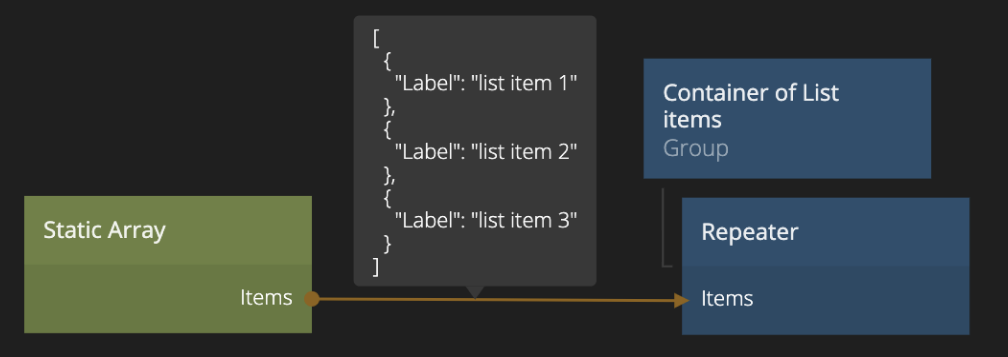 [
{
"Label": "list item 1"
},
{
"Label": "list item 2"
},
{
"Label": "list item 3"
}
]
Container of List
items
Group
Static Array
Items
Repeater
Items